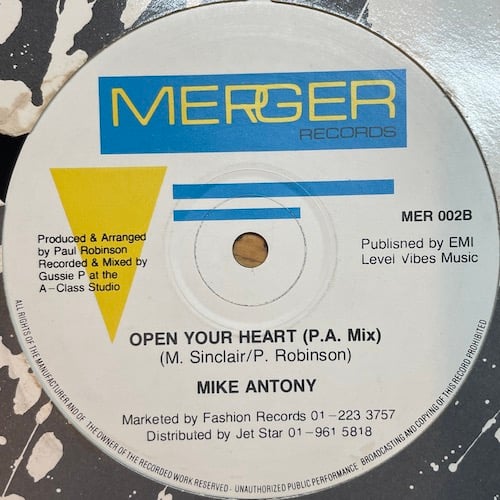 MERGER
RECORDS
MER 002B
Produced & Arranged
by Paul Robinson
Recorded & Mixed by
Gussie P at the
A-Class Studio
Published by EMI
Level Vibes Music
OPEN YOUR HEART (P.A. Mix)
(M. Sinclair/P. Robinson)
MIKE ANTONY
Marketed by Fashion Records 01-223 3757
Distributed by Jet Star 01-961 5818
ALL RIGHTS OF THE MANUFACTURER AND OF THE OWNER OF THE RECORDED WORK RESERVED - UNAUTHORIZED PUBLIC PERFORMANCE BROADCASTING AND COPYING OF THIS RECORD PROHIBITED